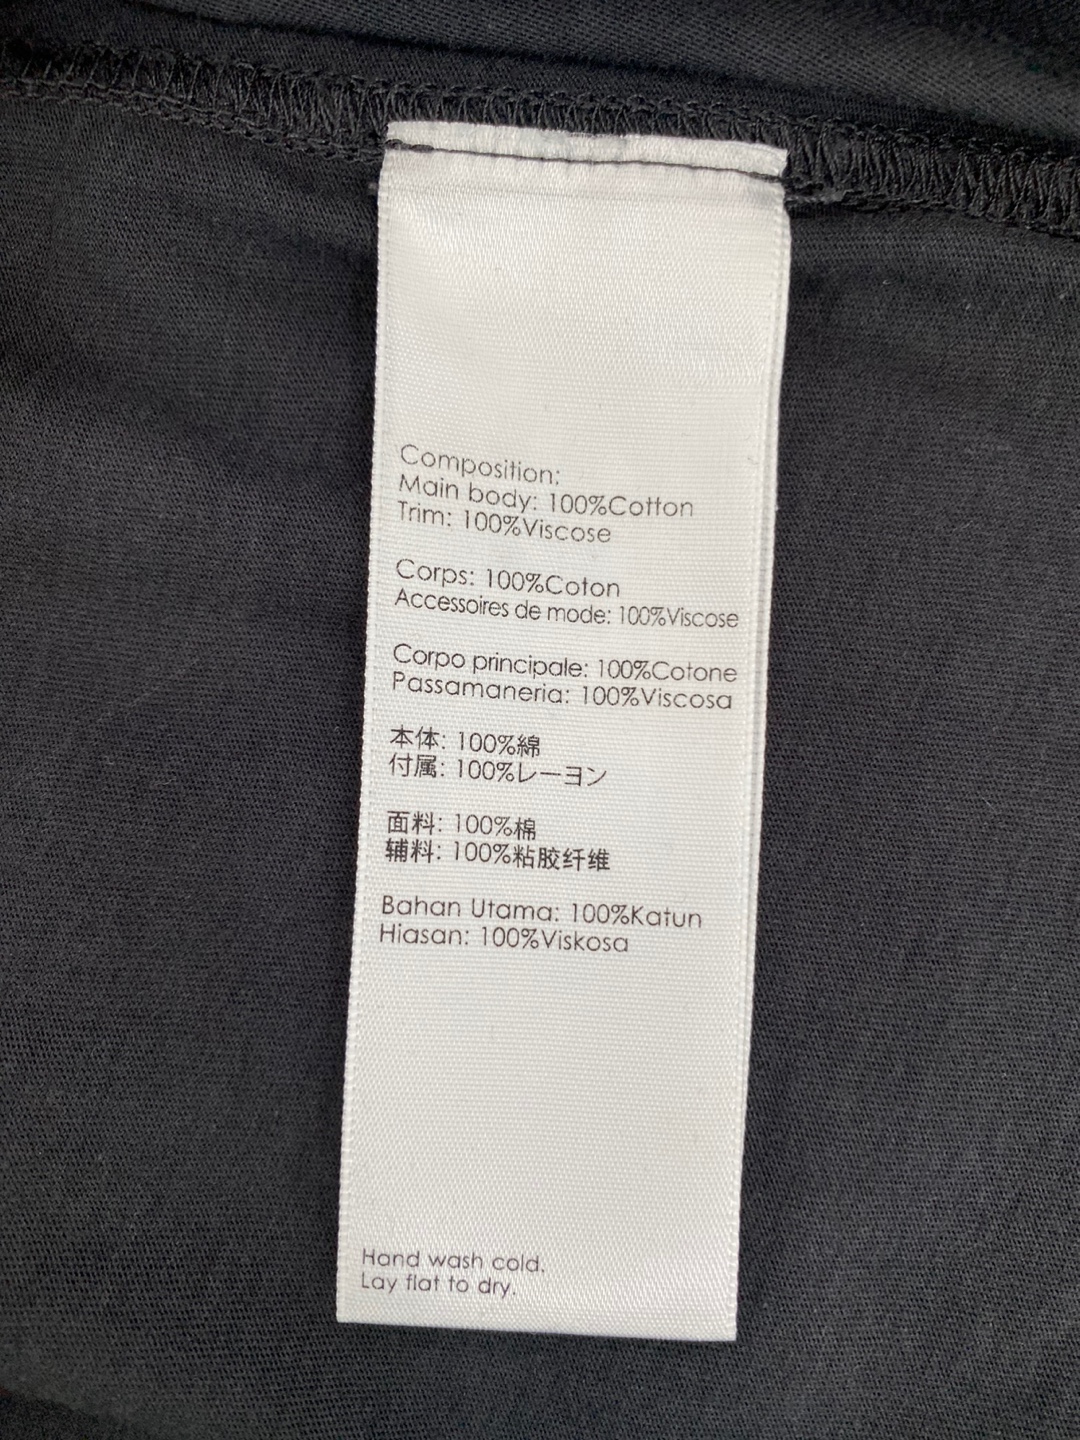 Composition:
Main body: 100%Cotton
Trim: 100%Viscose
Corps: 100%Coton
Accessoires de mode: 100%Viscose
Corpo principale: 100%Cotone
Passamaneria: 100%Viscosa
本体: 100%綿
付属: 100%レーヨン
面料: 100%棉
辅料: 100%粘胶纤维
Bahan Utama: 100%Katun
Hiasan: 100%Viskosa
Hand wash cold.
Lay flat to dry.